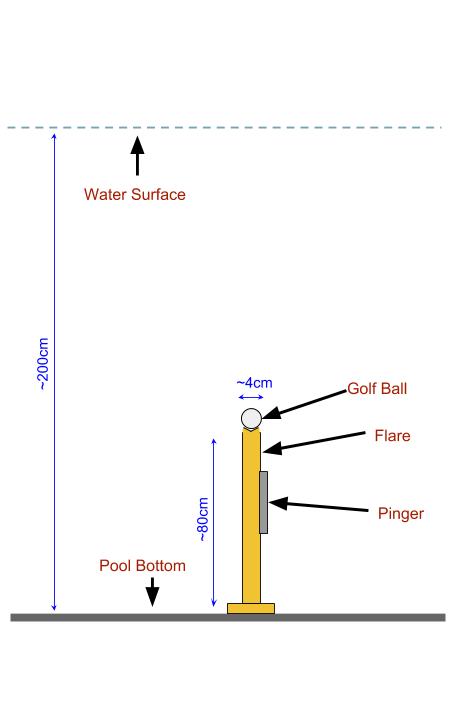 Water Surface
~200cm
~4cm
Golf Ball
Flare
~80cm
Pinger
Pool Bottom